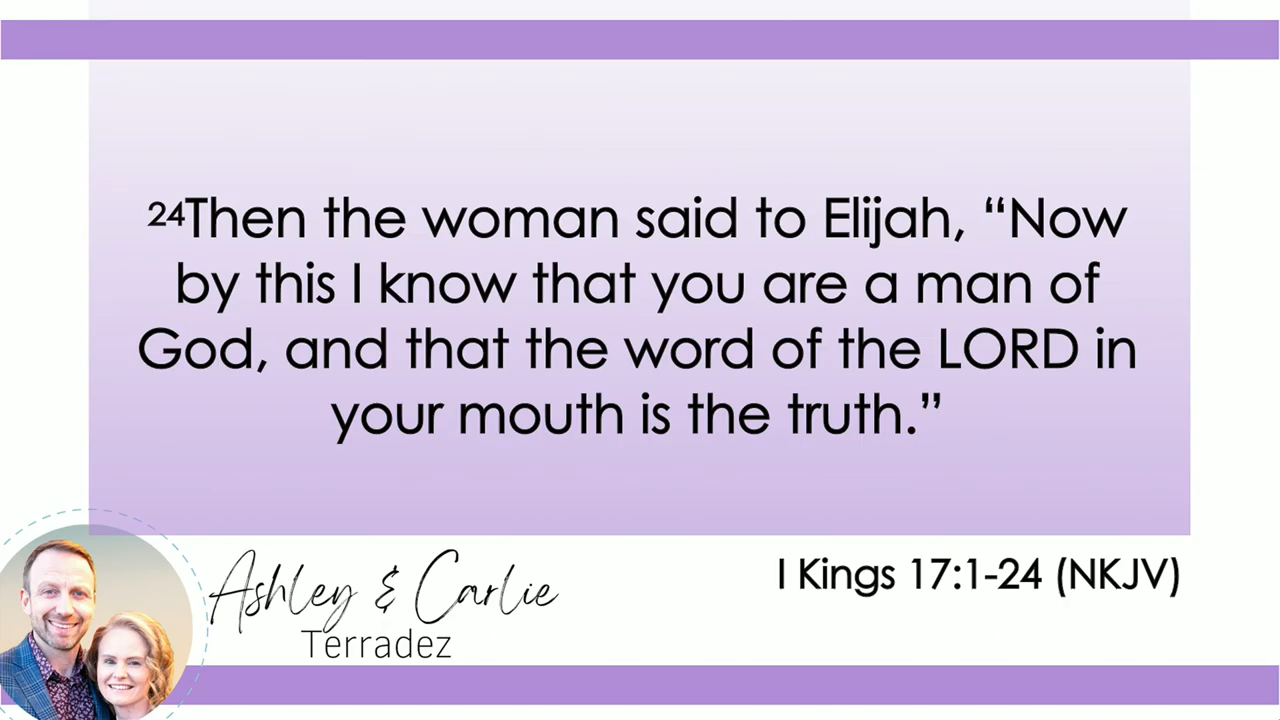 24Then the woman said to Elijah, “Now
by this I know that you are a man of
God, and that the word of the LORD in
your mouth is the truth.”
I Kings 17:1-24 (NKJV)
Ashley & Carlie
Terradez